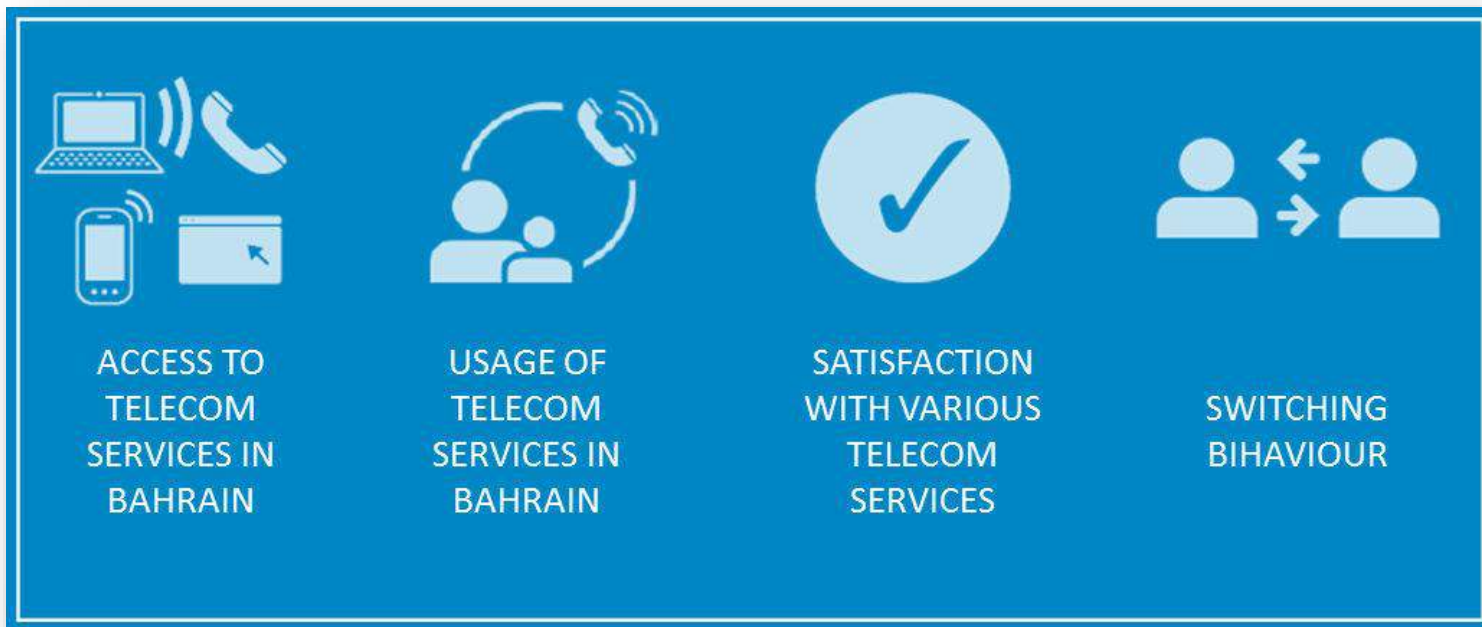 ACCESS TO
TELECOM
SERVICES IN
BAHRAIN
USAGE OF
TELECOM
SERVICES IN
BAHRAIN
SATISFACTION
WITH VARIOUS
TELECOM
SERVICES
SWITCHING
BIHAVIOUR